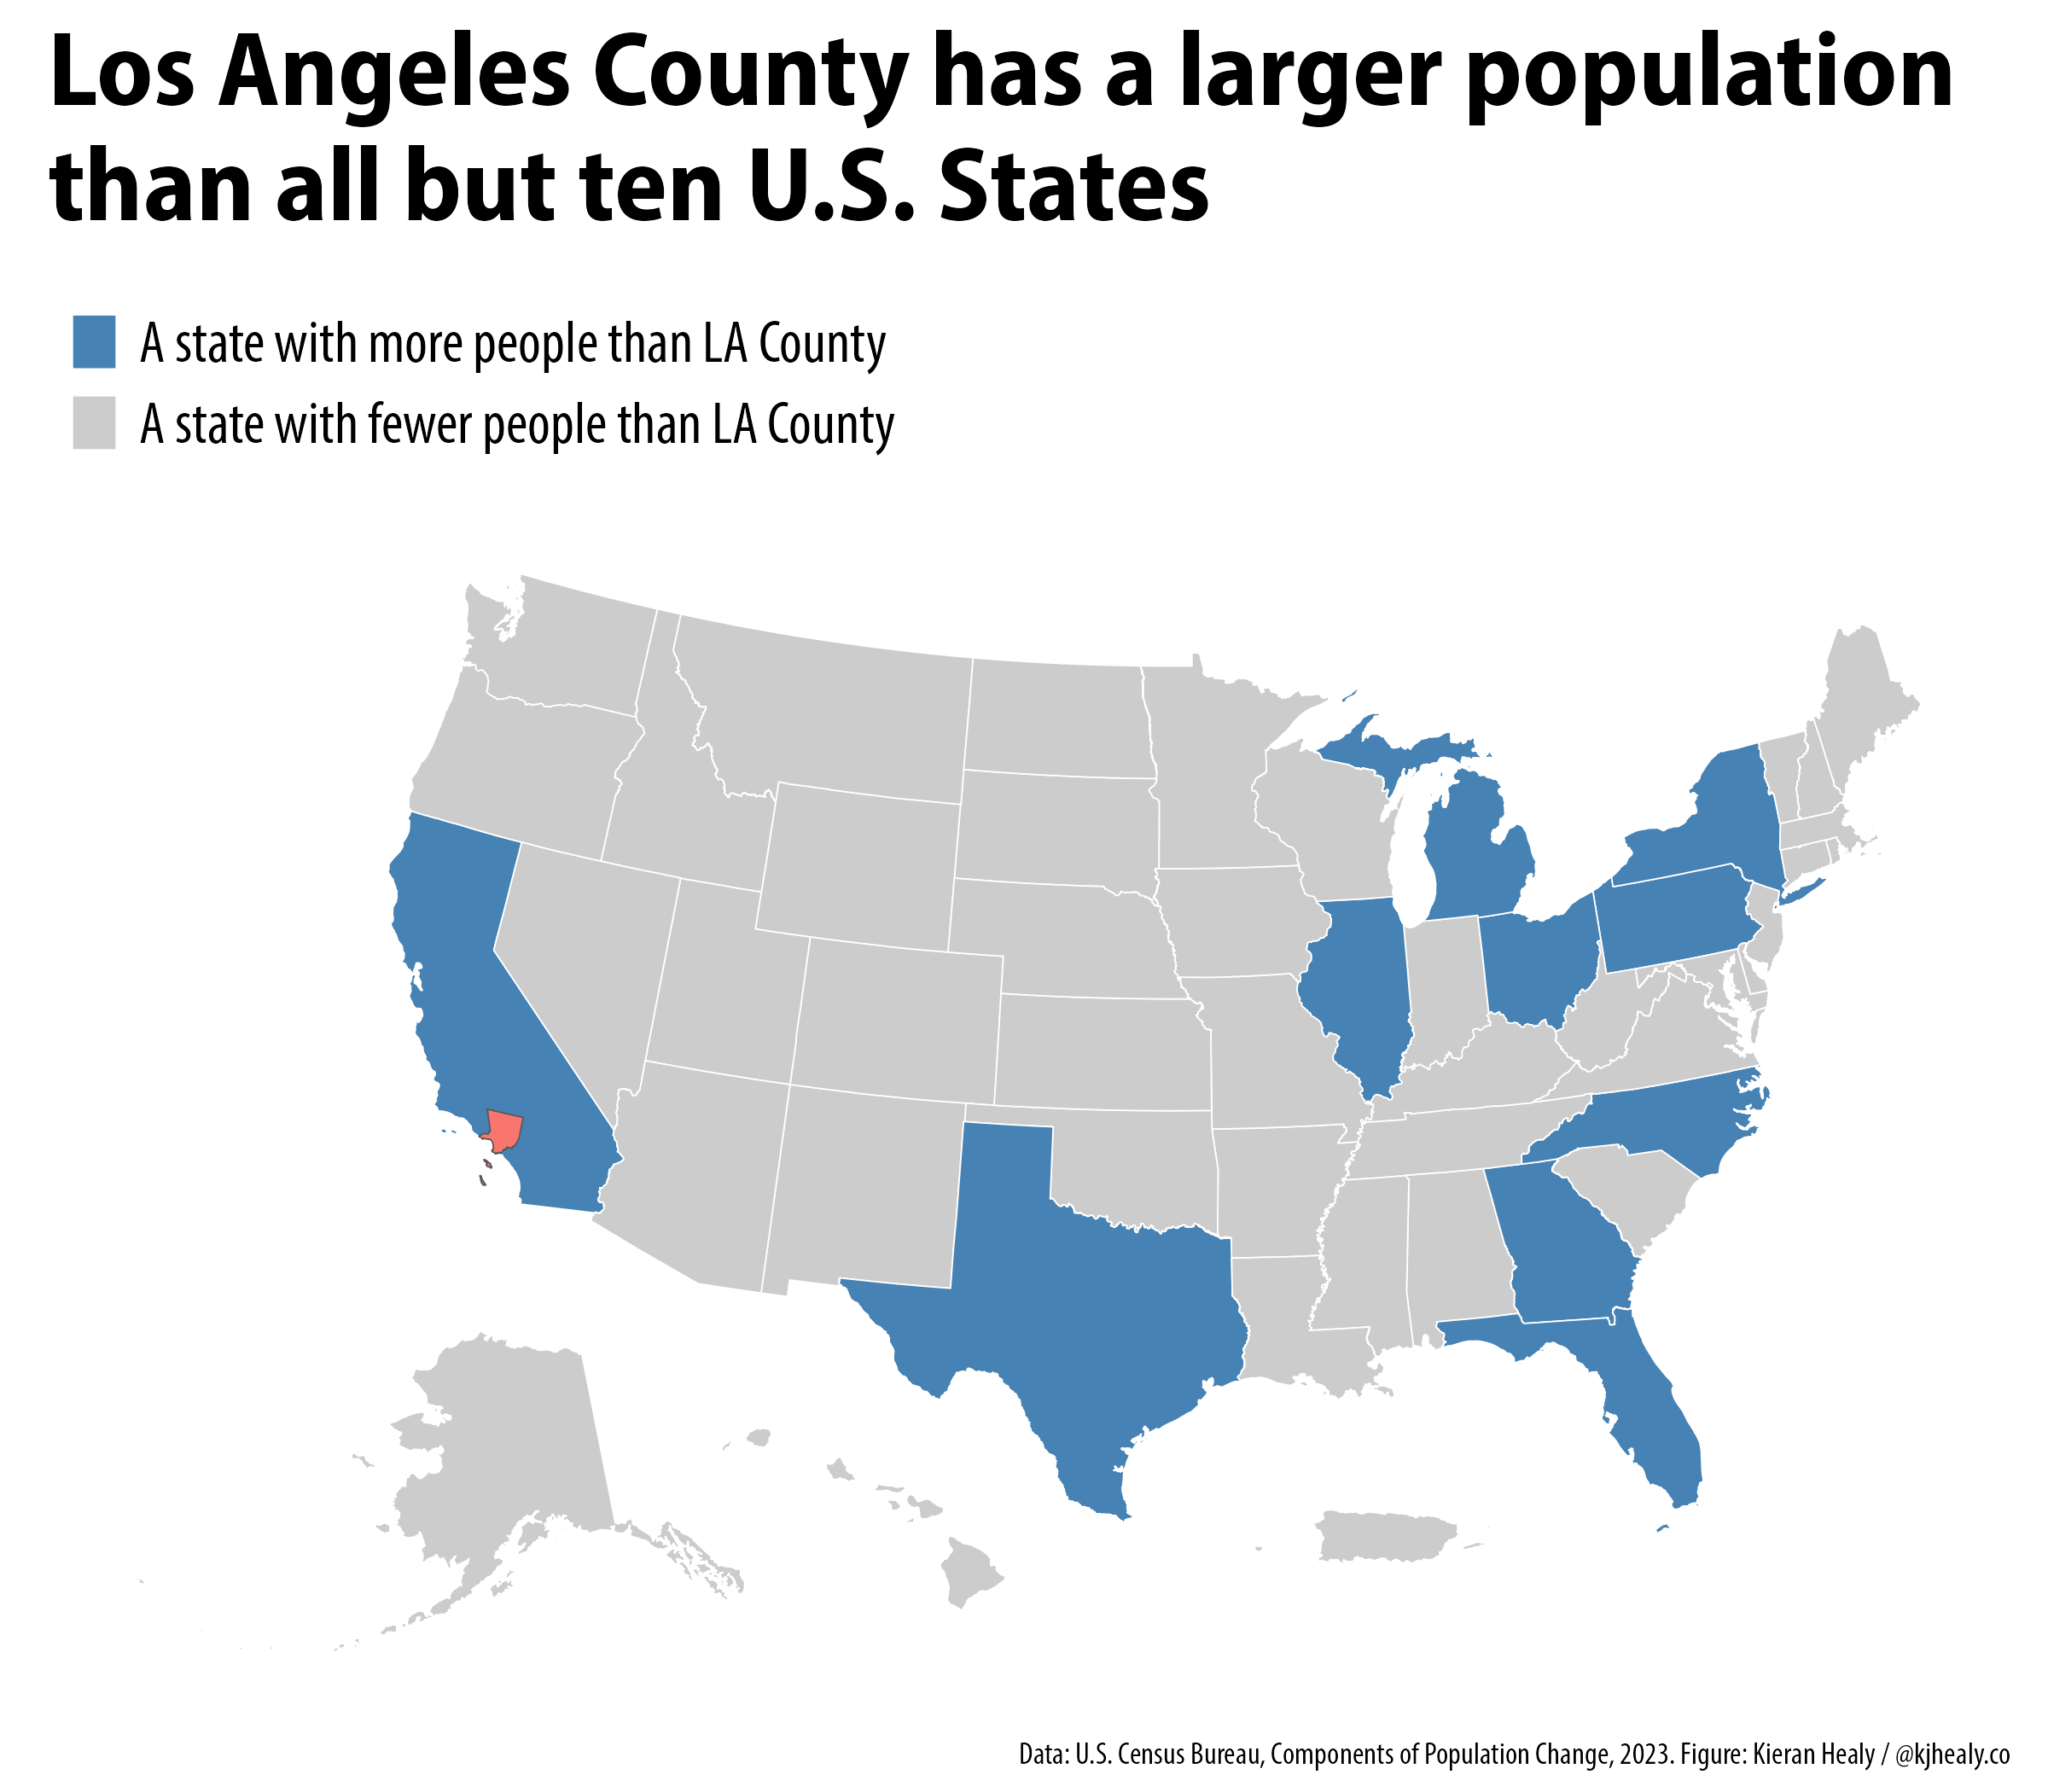 Los Angeles County has a larger population
than all but ten U.S. States
A state with more people than LA County
A state with fewer people than LA County
Data: U.S. Census Bureau, Components of Population Change, 2023. Figure: Kieran Healy / @kjhealy.co